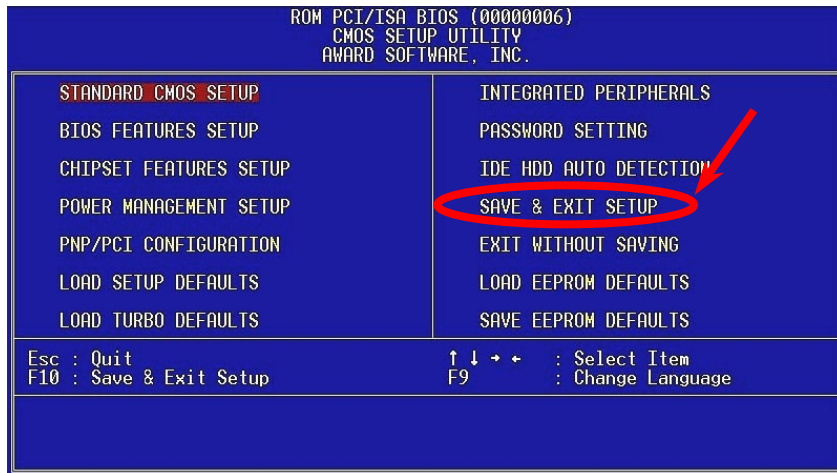 ROM PCI/ISA BIOS (00000006)
CMOS SETUP UTILITY
AWARD SOFTWARE, INC.
STANDARD CMOS SETUP
BIOS FEATURES SETUP
CHIPSET FEATURES SETUP
POWER MANAGEMENT SETUP
PNP/PCI CONFIGURATION
LOAD SETUP DEFAULTS
LOAD TURBO DEFAULTS
INTEGRATED PERIPHERALS
PASSWORD SETTING
IDE HDD AUTO DETECTION
SAVE & EXIT SETUP
EXIT WITHOUT SAVING
LOAD EEPROM DEFAULTS
SAVE EEPROM DEFAULTS
Esc : Quit
F10 : Save & Exit Setup
↑ ↓ → ← : Select Item
F9 : Change Language